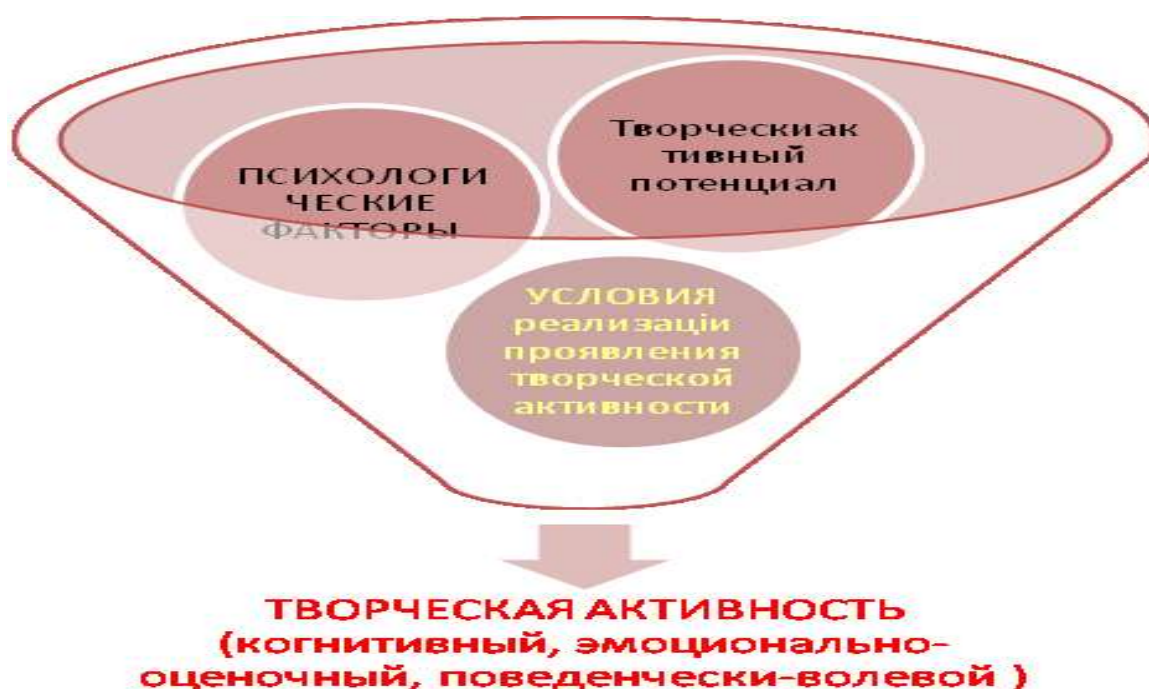 ПСИХОЛОГИ
ЧЕСКИЕ
ФАКТОРЫ
Творческиак
тивный
потенциал
УСЛОВИЯ
реализаціи
проявления
творческой
активности
ТВОРЧЕСКАЯ АКТИВНОСТЬ
(когнитивный, эмоционально-
оценочный, поведенчески-волевой )